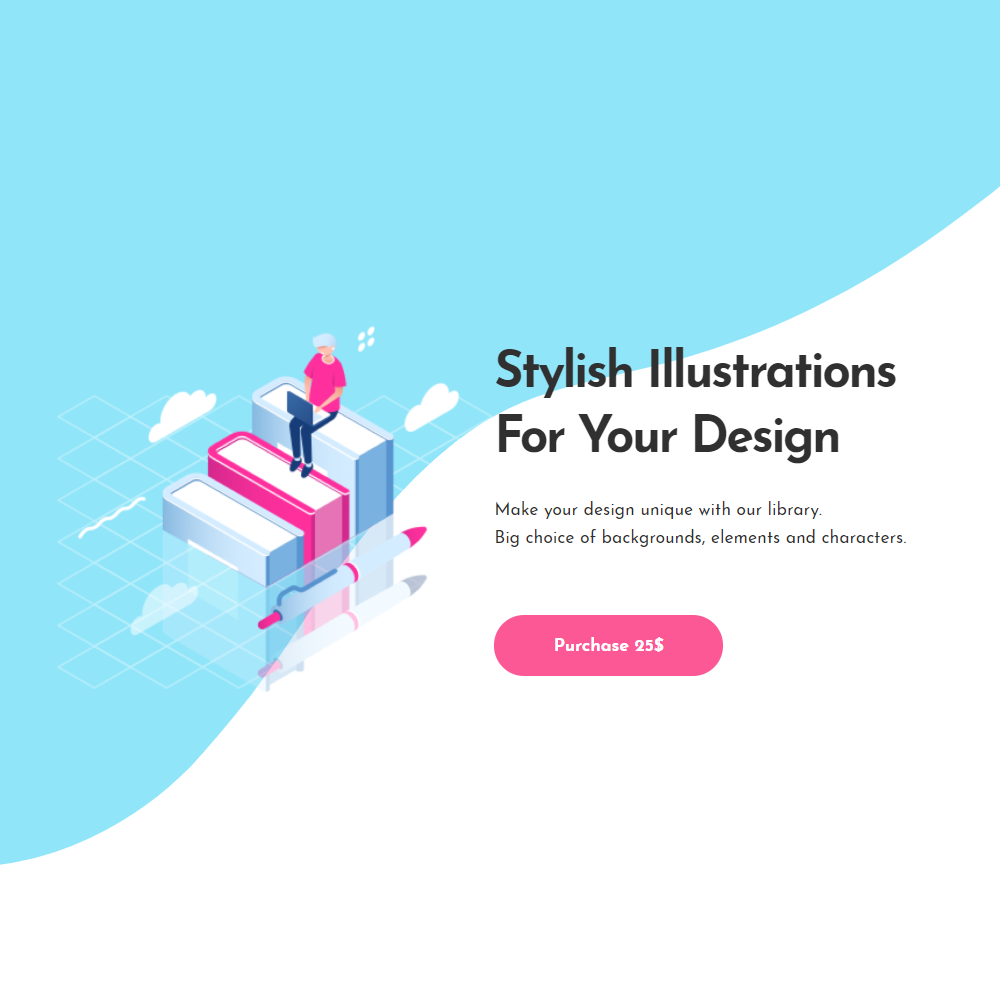 Stylish Illustrations
For Your Design
Make your design unique with our library.
Big choice of backgrounds, elements and characters.
Purchase 25$